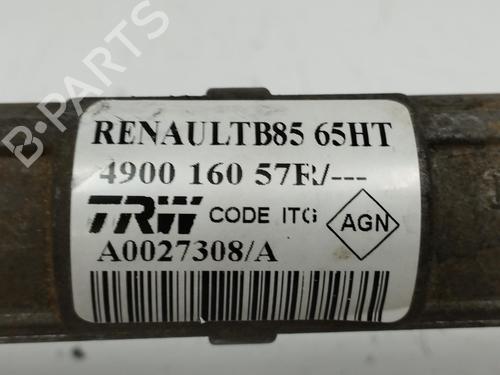 B-PARTS
RENAULTB85 65HT
4900 160 57R/---
TRW CODE ITG AGN
A0027308/A